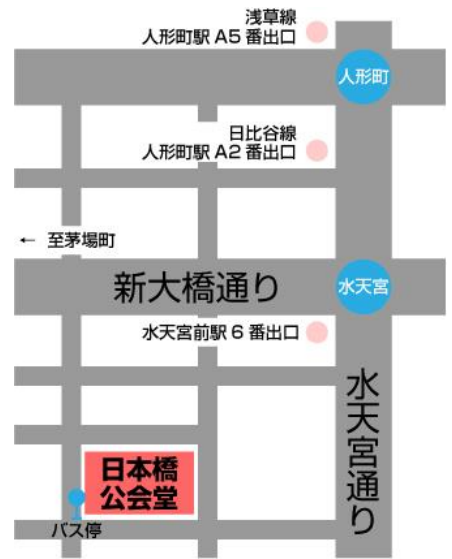 浅草線
人形町駅 A5 番出口
人形町
日比谷線
人形町駅 A2 番出口
← 至茅場町
新大橋通り
水天宮
水天宮前駅 6 番出口
水天宮通り
日本橋
公会堂
バス停